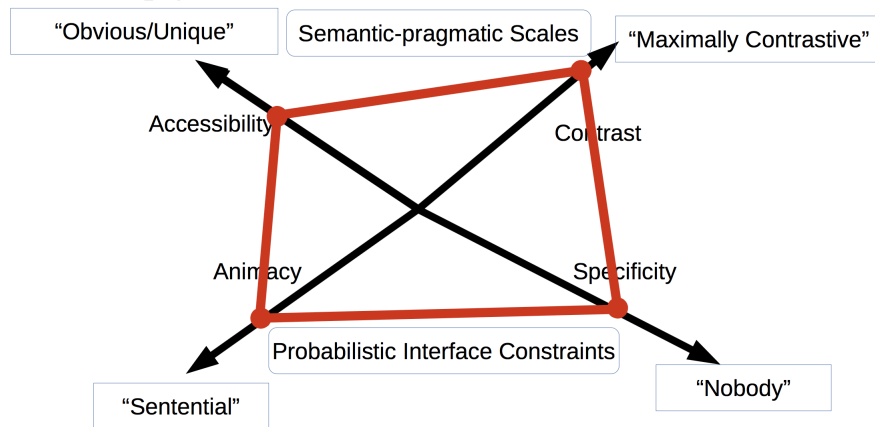 “Obvious/Unique”
Semantic-pragmatic Scales
“Maximally Contrastive”
Accessibility
Contrast
Animacy
Specificity
Probabilistic Interface Constraints
“Nobody”
“Sentential”